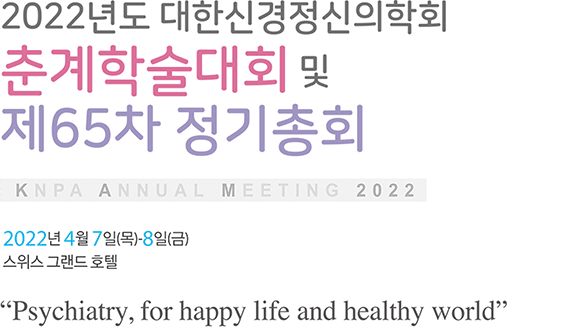 2022년도 대한신경정신의학회
춘계학술대회 및
제65차 정기총회
KNPA ANNUAL MEETING 2022
2022년 4월 7일(목)-8일(금)
스위스 그랜드 호텔
“Psychiatry, for happy life and healthy world”